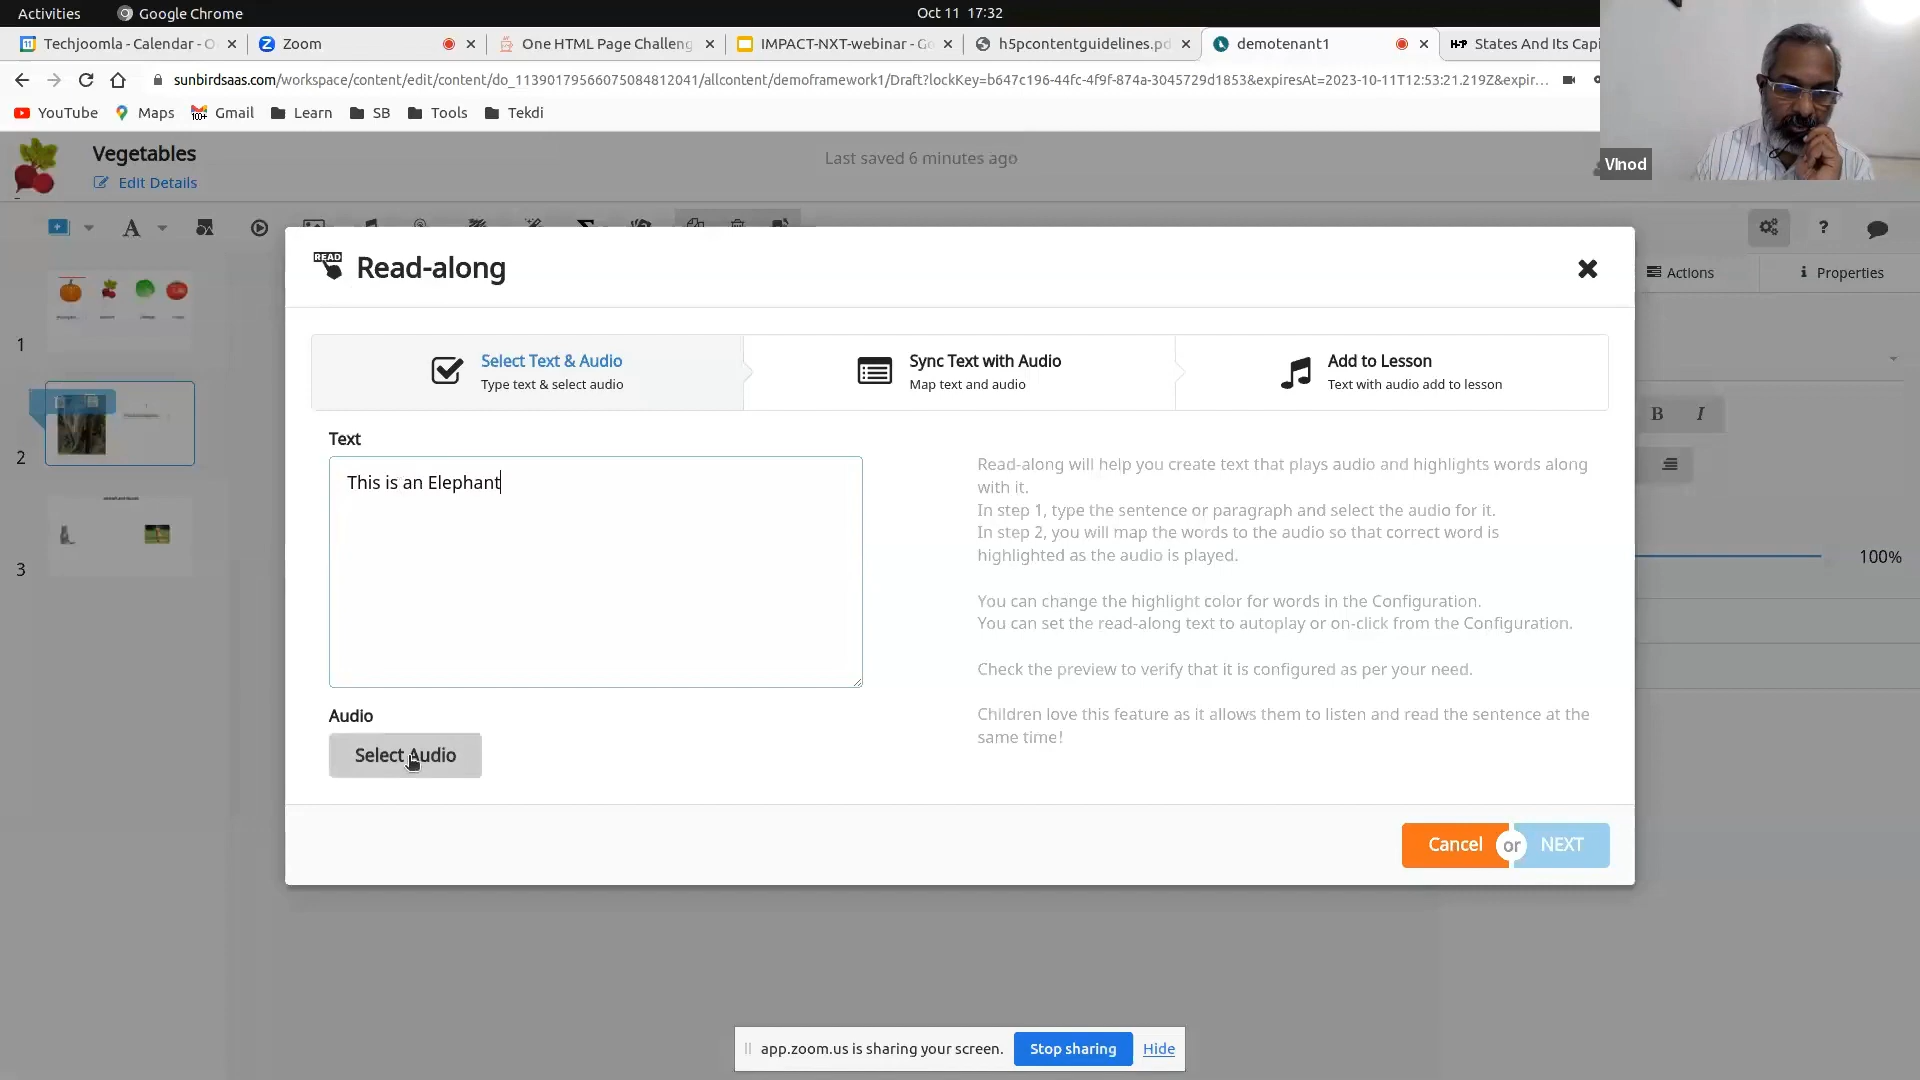 Activities
Google Chrome
Oct 11 17:32
Techjoomla - Calendar - O
Zoom
One HTML Page Challeng
IMPACT-NXT-webinar - Go
h5pcontentguidelines.pd
demotenant1
H-P States And Its Capi
sunbirdsaas.com/workspace/content/edit/content/do_11390179566075084812041/allcontent/demoframework1/Draft?lockKey=b647c196-44fc-4f9f-874a-3045729d1853&expiresAt=2023-10-11T12:53:21.219Z&expir...
YouTube
Maps
Gmail
Learn
SB
Tools
Tekdi
VInod
Vegetables
Edit Details
Last saved 6 minutes ago
Actions
Properties
1
2
3
B I
100%
READ
Read-along
Select Text & Audio
Type text & select audio
Sync Text with Audio
Map text and audio
Add to Lesson
Text with audio add to lesson
Text
This is an Elephant
Audio
Select Audio
Read-along will help you create text that plays audio and highlights words along
with it.
In step 1, type the sentence or paragraph and select the audio for it.
In step 2, you will map the words to the audio so that correct word is
highlighted as the audio is played.
You can change the highlight color for words in the Configuration.
You can set the read-along text to autoplay or on-click from the Configuration.
Check the preview to verify that it is configured as per your need.
Children love this feature as it allows them to listen and read the sentence at the
same time!
Cancel or NEXT
app.zoom.us is sharing your screen.
Stop sharing
Hide